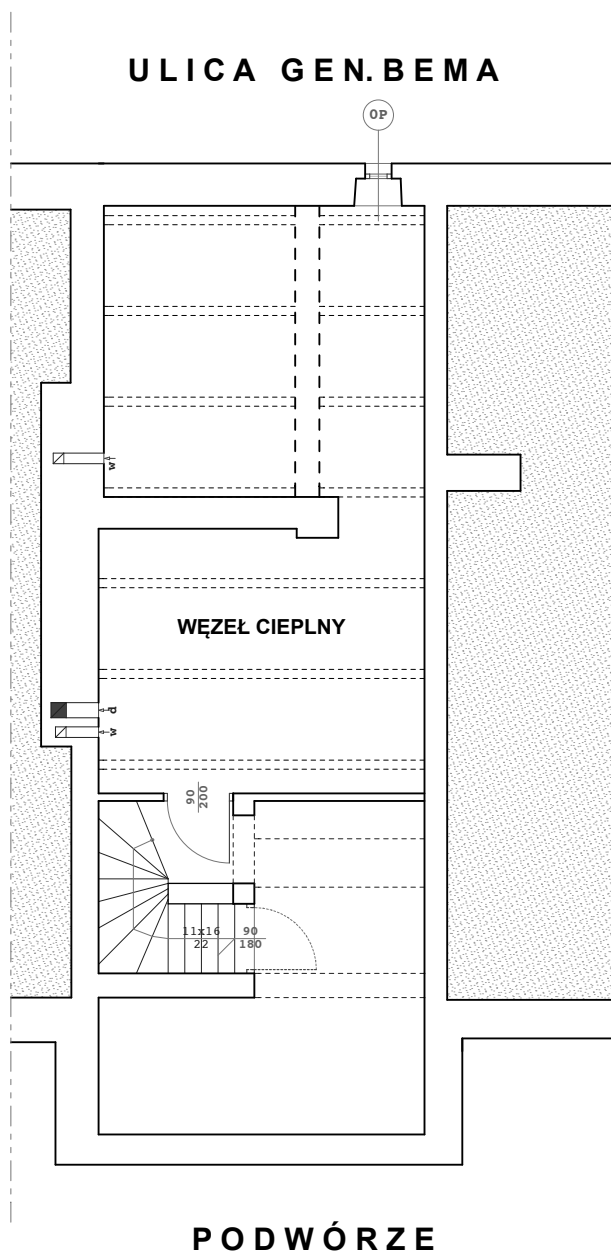 ULICA GEN. BEMA
OP
w
WĘZEŁ CIEPLNY
d
w
90
200
11x16
22
90
180
PODWÓRZE